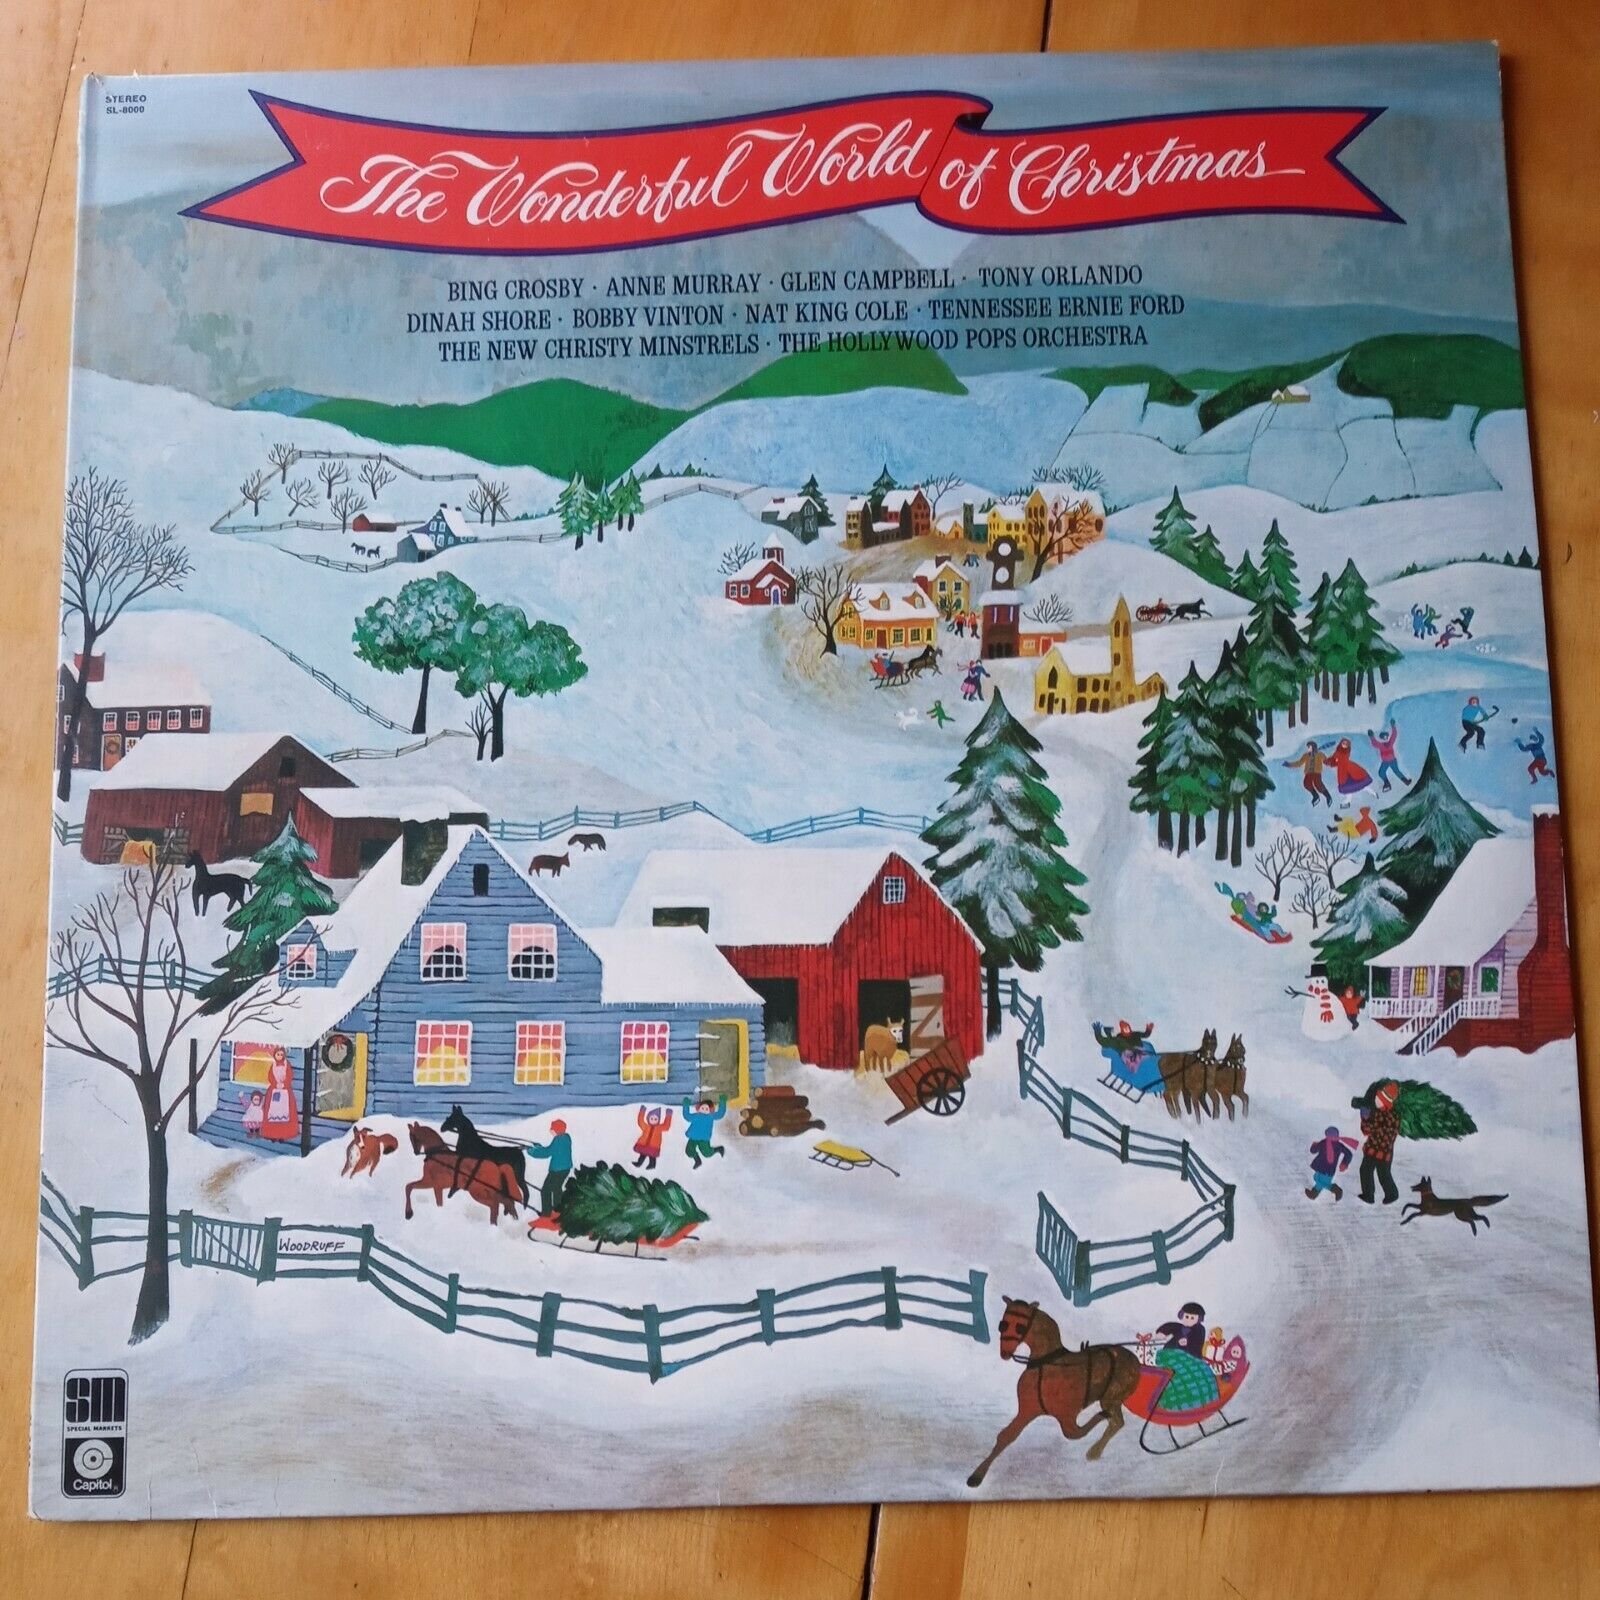 STEREO
SL-8000
The Wonderful World of Christmas
BING CROSBY · ANNE MURRAY · GLEN CAMPBELL · TONY ORLANDO
DINAH SHORE · BOBBY VINTON · NAT KING COLE · TENNESSEE ERNIE FORD
THE NEW CHRISTY MINSTRELS · THE HOLLYWOOD POPS ORCHESTRA
WOODRUFF
SM
SPECIAL MARKETS
Capitol